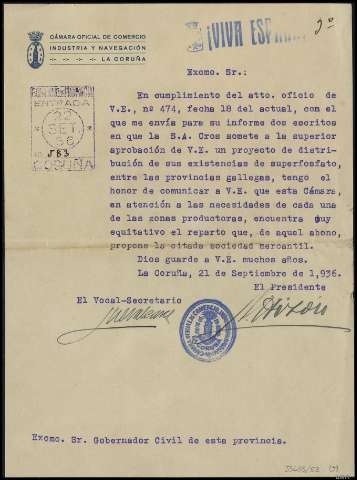 CÁMARA OFICIAL DE COMERCIO
INDUSTRIA Y NAVEGACIÓN
LA CORUÑA
¡VIVA ESPAÑA!
2º
Excmo. Sr.:
ENTRADA
22
SET
36
583
CORUÑA
En cumplimiento del atto. oficio de
V.E., nº 474, fecha 18 del actual, con el
que me envía para su informe dos escritos
en que la S.A. Cros somete a la superior
aprobación de V.E. un proyecto de distri-
bución de sus existencias de superfosfato,
entre las provincias gallegas, tengo el
honor de comunicar a V.E. que esta Cámara,
en atención a las necesidades de cada una
de las zonas productoras, encuentra muy
equitativo el reparto que, de aquel abono,
propone la citada sociedad mercantil.
Dios guarde a V.E. muchos años.
La Coruña, 21 de Septiembre de 1,936.
El Presidente
El Vocal-Secretario
Excmo. Sr. Gobernador Civil de esta provincia.